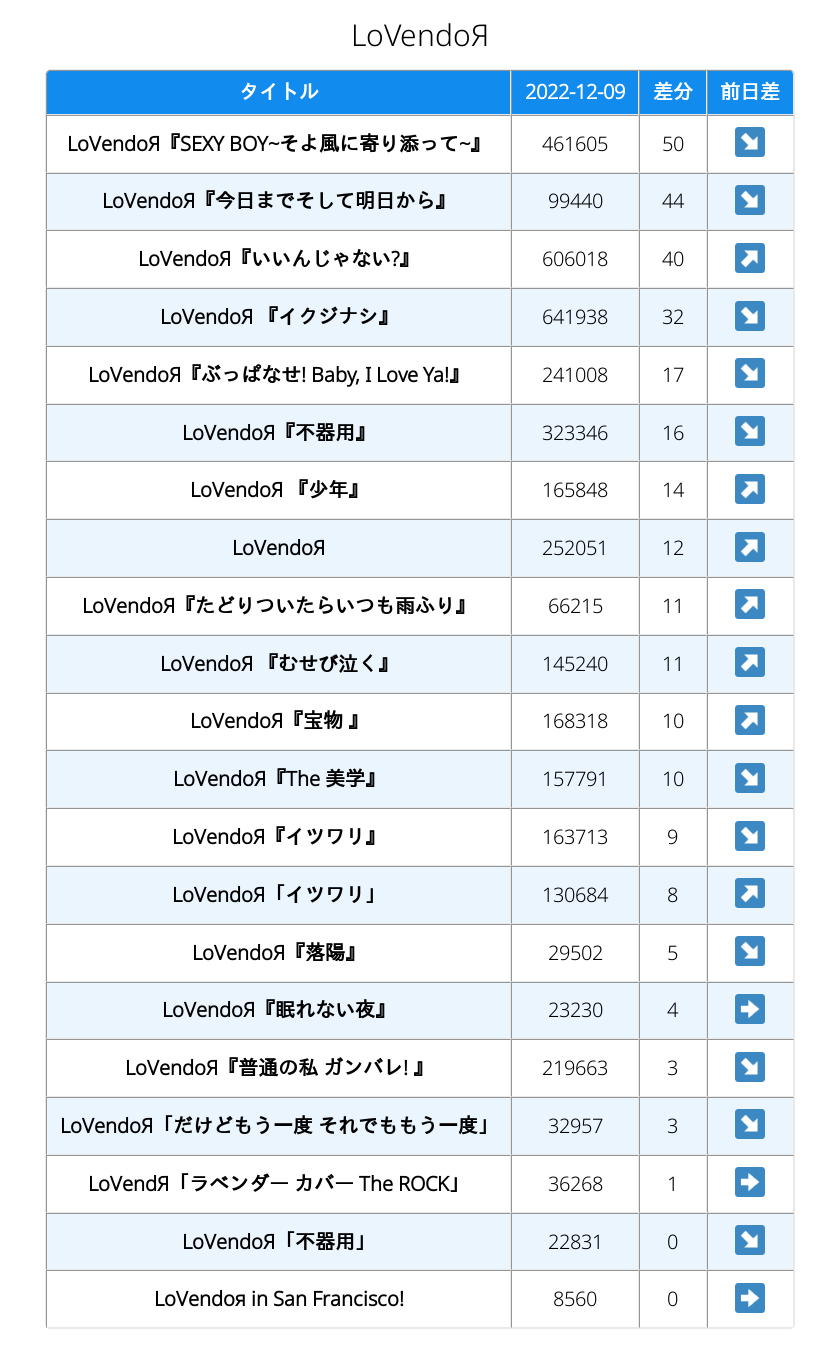 LoVendoЯ
タイトル 2022-12-09 差分 前日差
LoVendoЯ『SEXY BOY~そよ風に寄り添って~』 461605 50 ↘
LoVendoЯ『今日までそして明日から』 99440 44 ↘
LoVendoЯ『いいんじゃない?』 606018 40 ↗
LoVendoЯ 『イクジナシ』 641938 32 ↘
LoVendoЯ『ぶっぱなせ! Baby, I Love Ya!』 241008 17 ↘
LoVendoЯ『不器用』 323346 16 ↘
LoVendoЯ 『少年』 165848 14 ↗
LoVendoЯ 252051 12 ↗
LoVendoЯ『たどりついたらいつも雨ふり』 66215 11 ↗
LoVendoЯ 『むせび泣く』 145240 11 ↗
LoVendoЯ『宝物 』 168318 10 ↗
LoVendoЯ『The 美学』 157791 10 ↘
LoVendoЯ『イツワリ』 163713 9 ↘
LoVendoЯ「イツワリ」 130684 8 ↗
LoVendoЯ『落陽』 29502 5 ↘
LoVendoЯ『眠れない夜』 23230 4 →
LoVendoЯ『普通の私 ガンバレ! 』 219663 3 ↘
LoVendoЯ「だけどもう一度 それでももう一度」 32957 3 ↘
LoVendЯ「ラベンダー カバー The ROCK」 36268 1 →
LoVendoЯ「不器用」 22831 0 ↘
LoVendoя in San Francisco! 8560 0 →